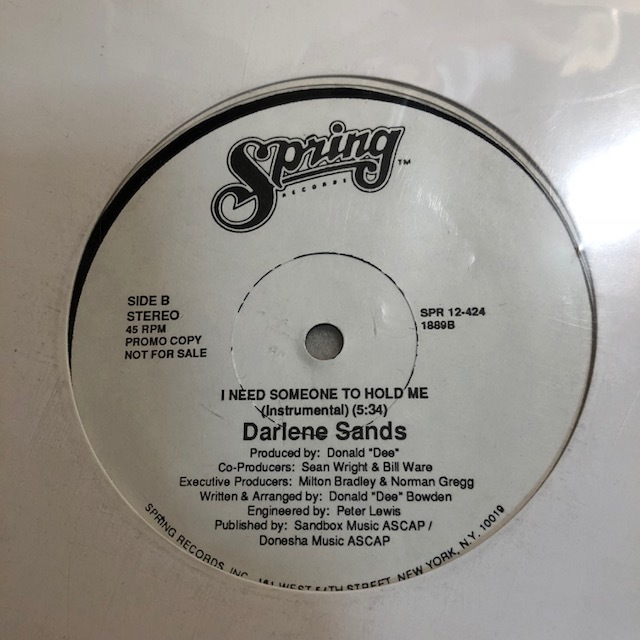 Spring
RECORDS
TM
SIDE B
STEREO
45 RPM
PROMO COPY
NOT FOR SALE
SPR 12-424
1889B
I NEED SOMEONE TO HOLD ME
(Instrumental) (5:34)
Darlene Sands
Produced by: Donald "Dee"
Co-Producers: Sean Wright & Bill Ware
Executive Producers: Milton Bradley & Norman Gregg
Written & Arranged by: Donald "Dee" Bowden
Engineered by: Peter Lewis
Published by: Sandbox Music ASCAP /
Donesha Music ASCAP
SPRING RECORDS, INC. 161 WEST 54TH STREET, NEW YORK, N.Y. 10019